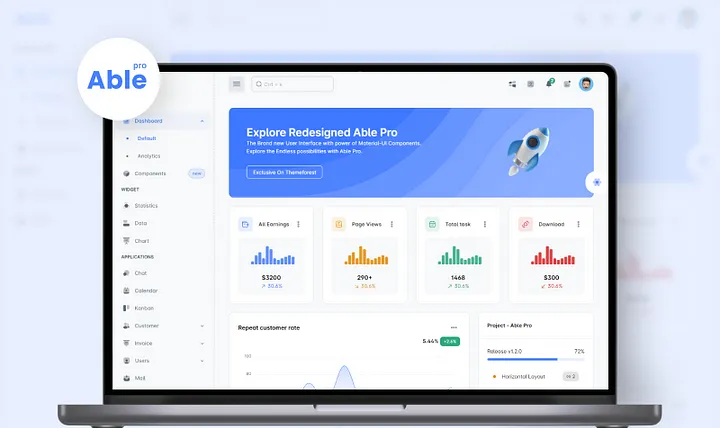 pro
Able
Ctrl + k
2
Dashboard
Default
Analytics
Components
NEW
WIDGET
Statistics
Data
Chart
APPLICATIONS
Chat
Calendar
Kanban
Customer
Invoice
Users
Mail
Explore Redesigned Able Pro
The Brand new User Interface with power of Material-UI Components.
Explore the Endless possibilities with Able Pro.
Exclusive On Themeforest
All Earnings
$3200
30.6%
Page Views
290+
30.6%
Total task
1468
30.6%
Download
$300
30.6%
Repeat customer rate
5.44%
+2.6%
Project - Able Pro
Release v1.2.0
72%
Horizontal Layout
2